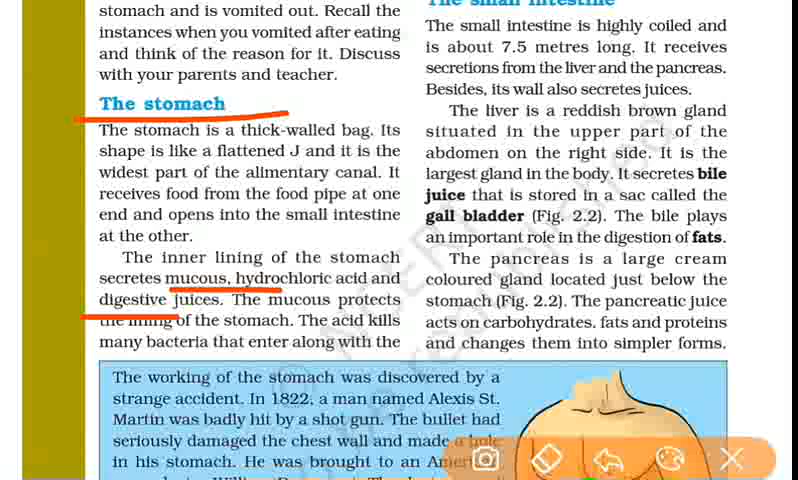 stomach and is vomited out. Recall the
instances when you vomited after eating
and think of the reason for it. Discuss
with your parents and teacher.
The stomach
The stomach is a thick-walled bag. Its
shape is like a flattened J and it is the
widest part of the alimentary canal. It
receives food from the food pipe at one
end and opens into the small intestine
at the other.
The inner lining of the stomach
secretes mucous, hydrochloric acid and
digestive juices. The mucous protects
the lining of the stomach. The acid kills
many bacteria that enter along with the
The small intestine
The small intestine is highly coiled and
is about 7.5 metres long. It receives
secretions from the liver and the pancreas.
Besides, its wall also secretes juices.
The liver is a reddish brown gland
situated in the upper part of the
abdomen on the right side. It is the
largest gland in the body. It secretes bile
juice that is stored in a sac called the
gall bladder (Fig. 2.2). The bile plays
an important role in the digestion of fats.
The pancreas is a large cream
coloured gland located just below the
stomach (Fig. 2.2). The pancreatic juice
acts on carbohydrates, fats and proteins
and changes them into simpler forms.
The working of the stomach was discovered by a
strange accident. In 1822, a man named Alexis St.
Martin was badly hit by a shot gun. The bullet had
seriously damaged the chest wall and made a hole
in his stomach. He was brought to an